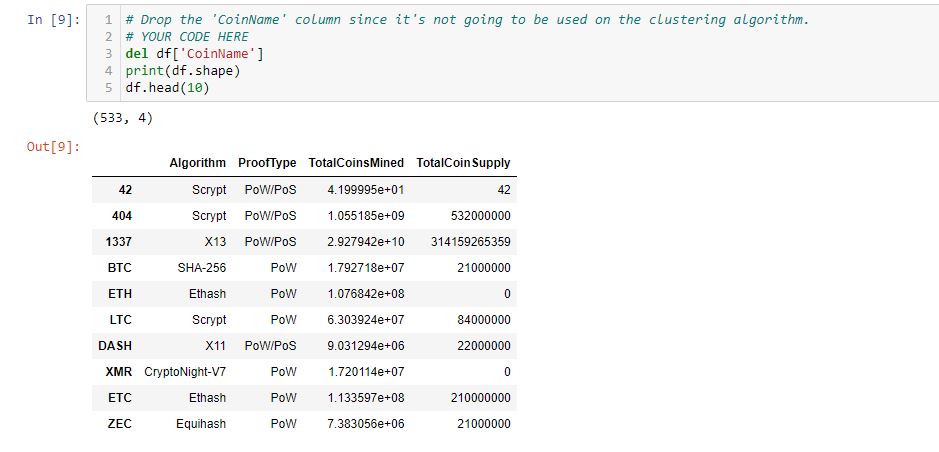 In [9]:
1 # Drop the 'CoinName' column since it's not going to be used on the clustering algorithm.
2 # YOUR CODE HERE
3 del df['CoinName']
4 print(df.shape)
5 df.head(10)
(533, 4)
Out[9]:
Algorithm ProofType TotalCoinsMined TotalCoinSupply
42 Scrypt PoW/PoS 4.199995e+01 42
404 Scrypt PoW/PoS 1.055185e+09 532000000
1337 X13 PoW/PoS 2.927942e+10 314159265359
BTC SHA-256 PoW 1.792718e+07 21000000
ETH Ethash PoW 1.076842e+08 0
LTC Scrypt PoW 6.303924e+07 84000000
DASH X11 PoW/PoS 9.031294e+06 22000000
XMR CryptoNight-V7 PoW 1.720114e+07 0
ETC Ethash PoW 1.133597e+08 210000000
ZEC Equihash PoW 7.383056e+06 21000000